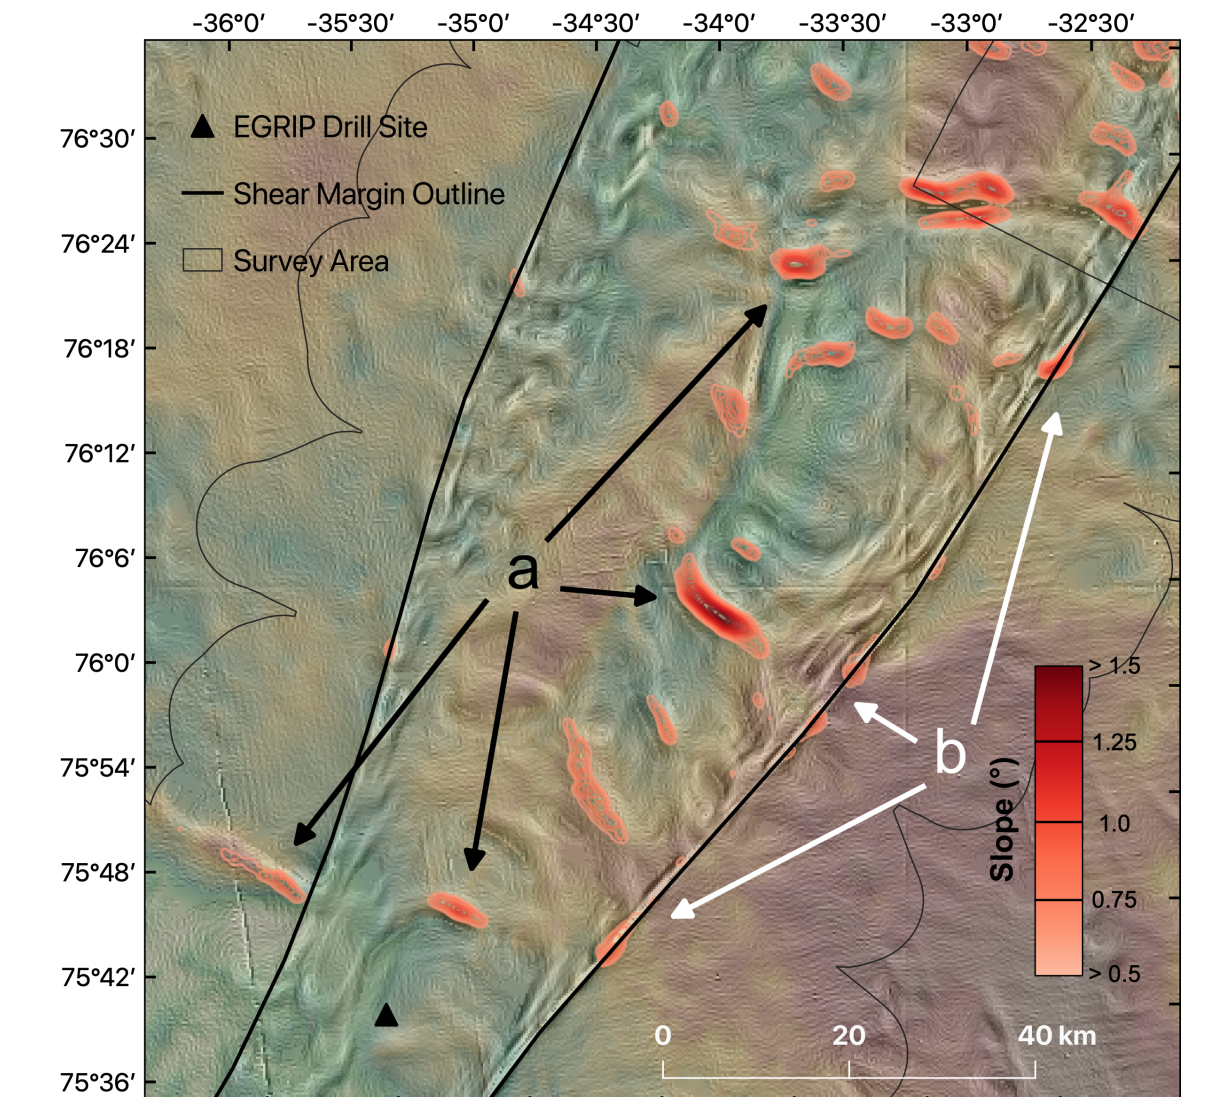 -36°0′ -35°30′ -35°0′ -34°30′ -34°0′ -33°30′ -33°0′ -32°30′
EGRIP Drill Site
76°30′
Shear Margin Outline
76°24′
Survey Area
76°18′
76°12′
76°6′
a
76°0′
> 1.5
b
1.25
75°54′
Slope (°)
1.0
75°48′
0.75
75°42′
> 0.5
0 20 40 km
75°36′